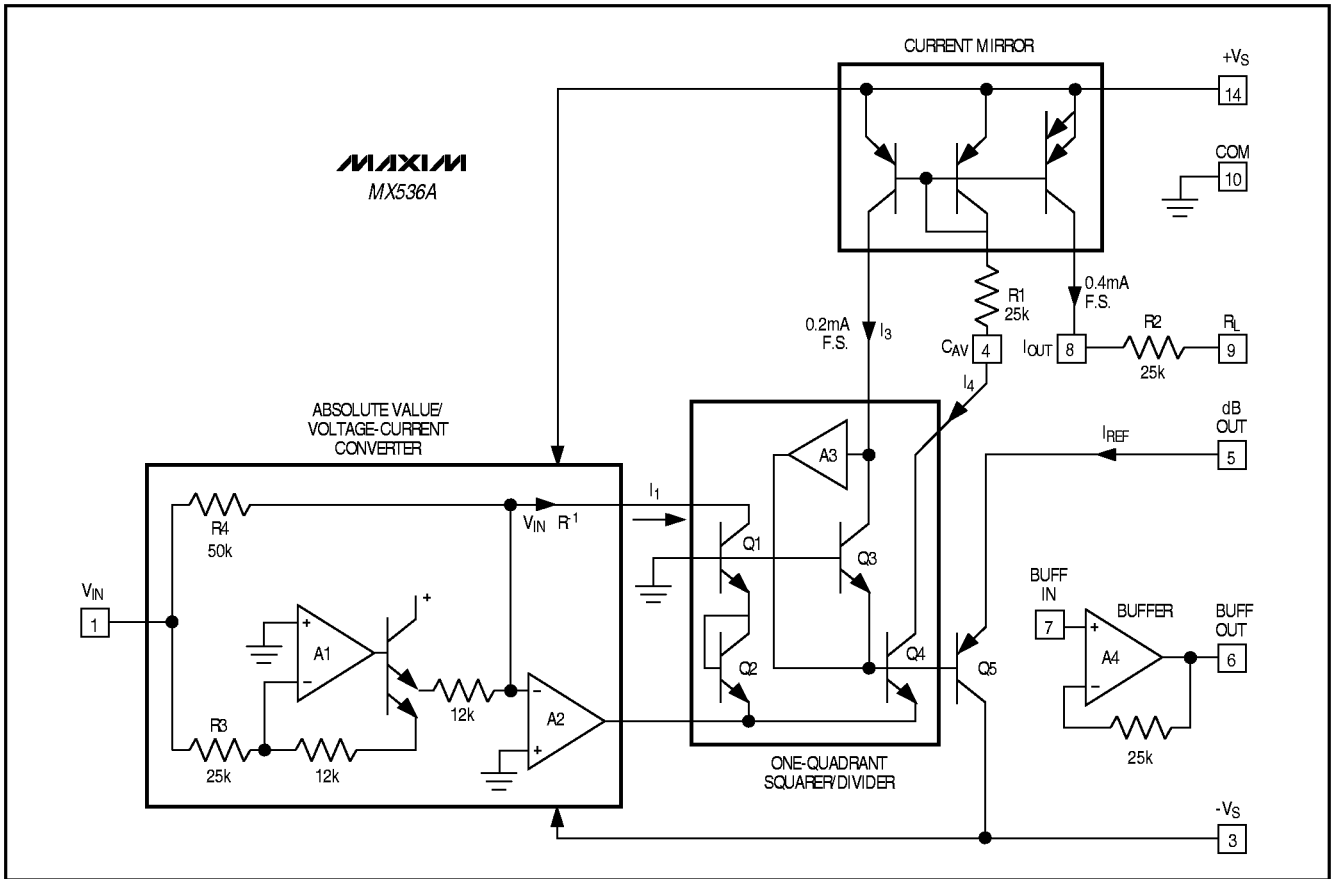 CURRENT MIRROR
+VS
14
MAXIM
MX536A
COM
10
0.4mA
F.S.
R1
25k
0.2mA
F.S.
I3
CAV
4
IOUT
8
R2
25k
RL
9
I4
ABSOLUTE VALUE/
VOLTAGE-CURRENT
CONVERTER
dB
OUT
5
IREF
A3
R4
50k
VIN R-1
I1
Q1
Q3
VIN
1
+
A1
+
−
BUFF
IN
7
BUFFER
+
A4
−
BUFF
OUT
6
Q2
Q4
Q5
12k
−
A2
+
R3
25k
12k
25k
ONE-QUADRANT
SQUARER/DIVIDER
-VS
3